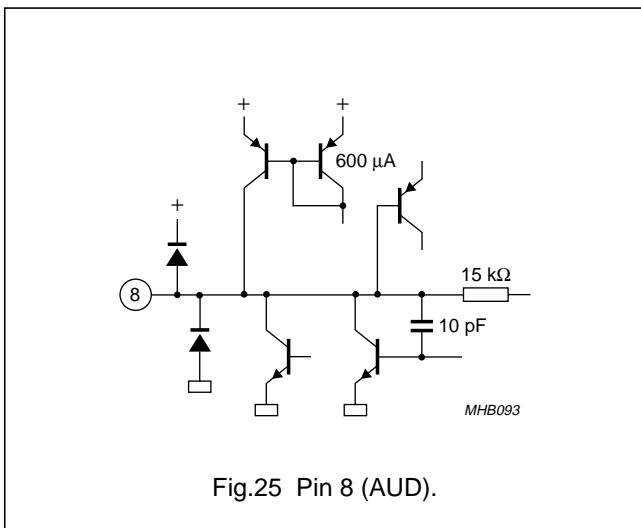 + +
600 μA
+
15 kΩ
8
10 pF
MHB093
Fig.25 Pin 8 (AUD).